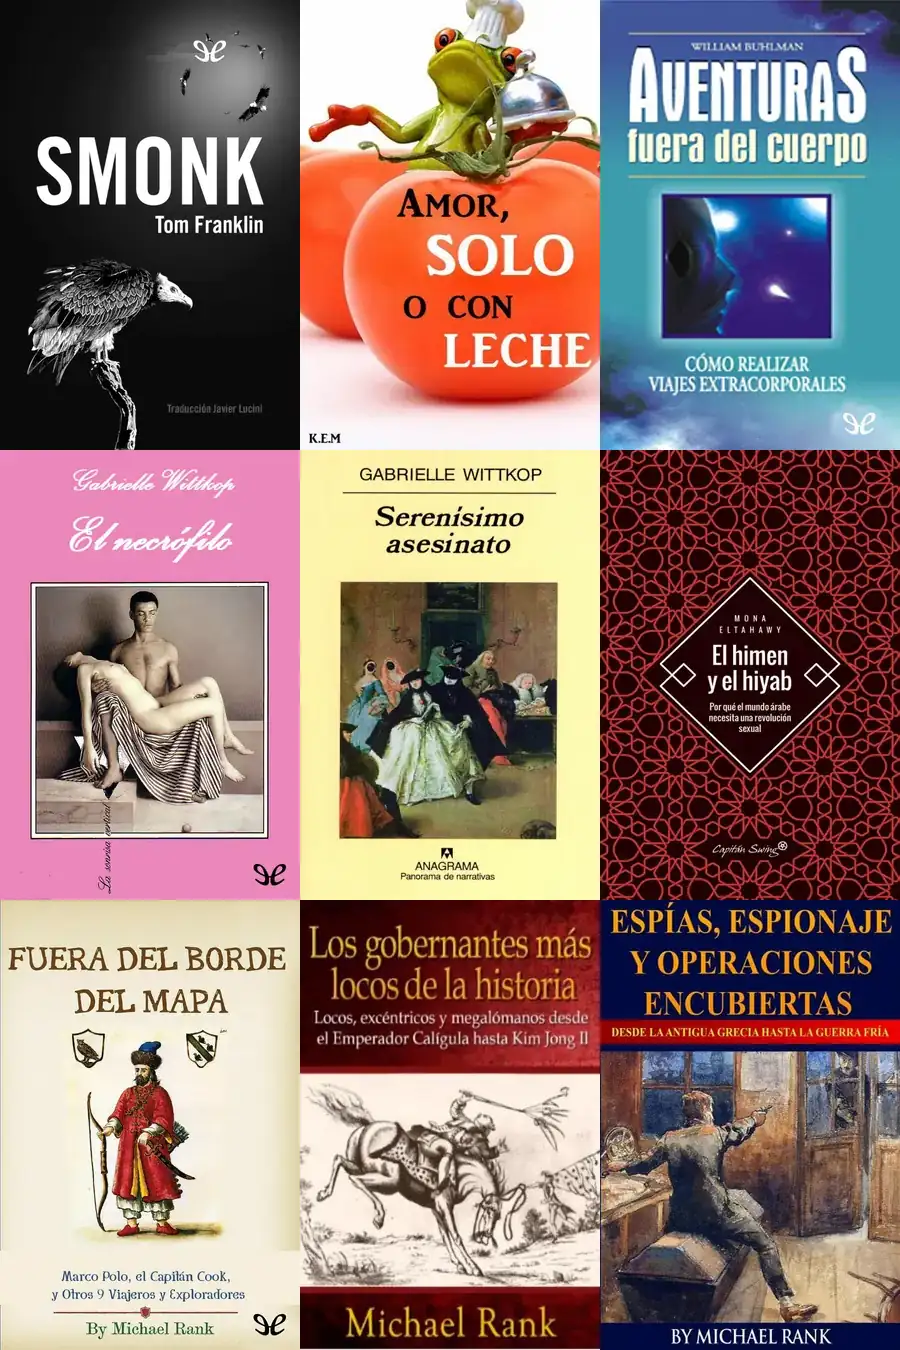 SMONK
Tom Franklin
Traducción Javier Lucini
AMOR,
SOLO
O CON
LECHE
K.E.M
WILLIAM BUHLMAN
AVENTURAS
fuera del cuerpo
CÓMO REALIZAR
VIAJES EXTRACORPORALES
Gabrielle Wittkop
El necrófilo
La sonrisa vertical
GABRIELLE WITTKOP
Serenísimo
asesinato
ANAGRAMA
Panorama de narrativas
MONA
ELTAHAWY
El himen
y el hiyab
Por qué el mundo árabe
necesita una revolución
sexual
Capitán Swing
FUERA DEL BORDE
DEL MAPA
Marco Polo, el Capitán Cook,
y Otros 9 Viajeros y Exploradores
By Michael Rank
Los gobernantes más
locos de la historia
Locos, excéntricos y megalómanos desde
el Emperador Calígula hasta Kim Jong Il
Michael Rank
ESPÍAS, ESPIONAJE
Y OPERACIONES
ENCUBIERTAS
DESDE LA ANTIGUA GRECIA HASTA LA GUERRA FRÍA
BY MICHAEL RANK